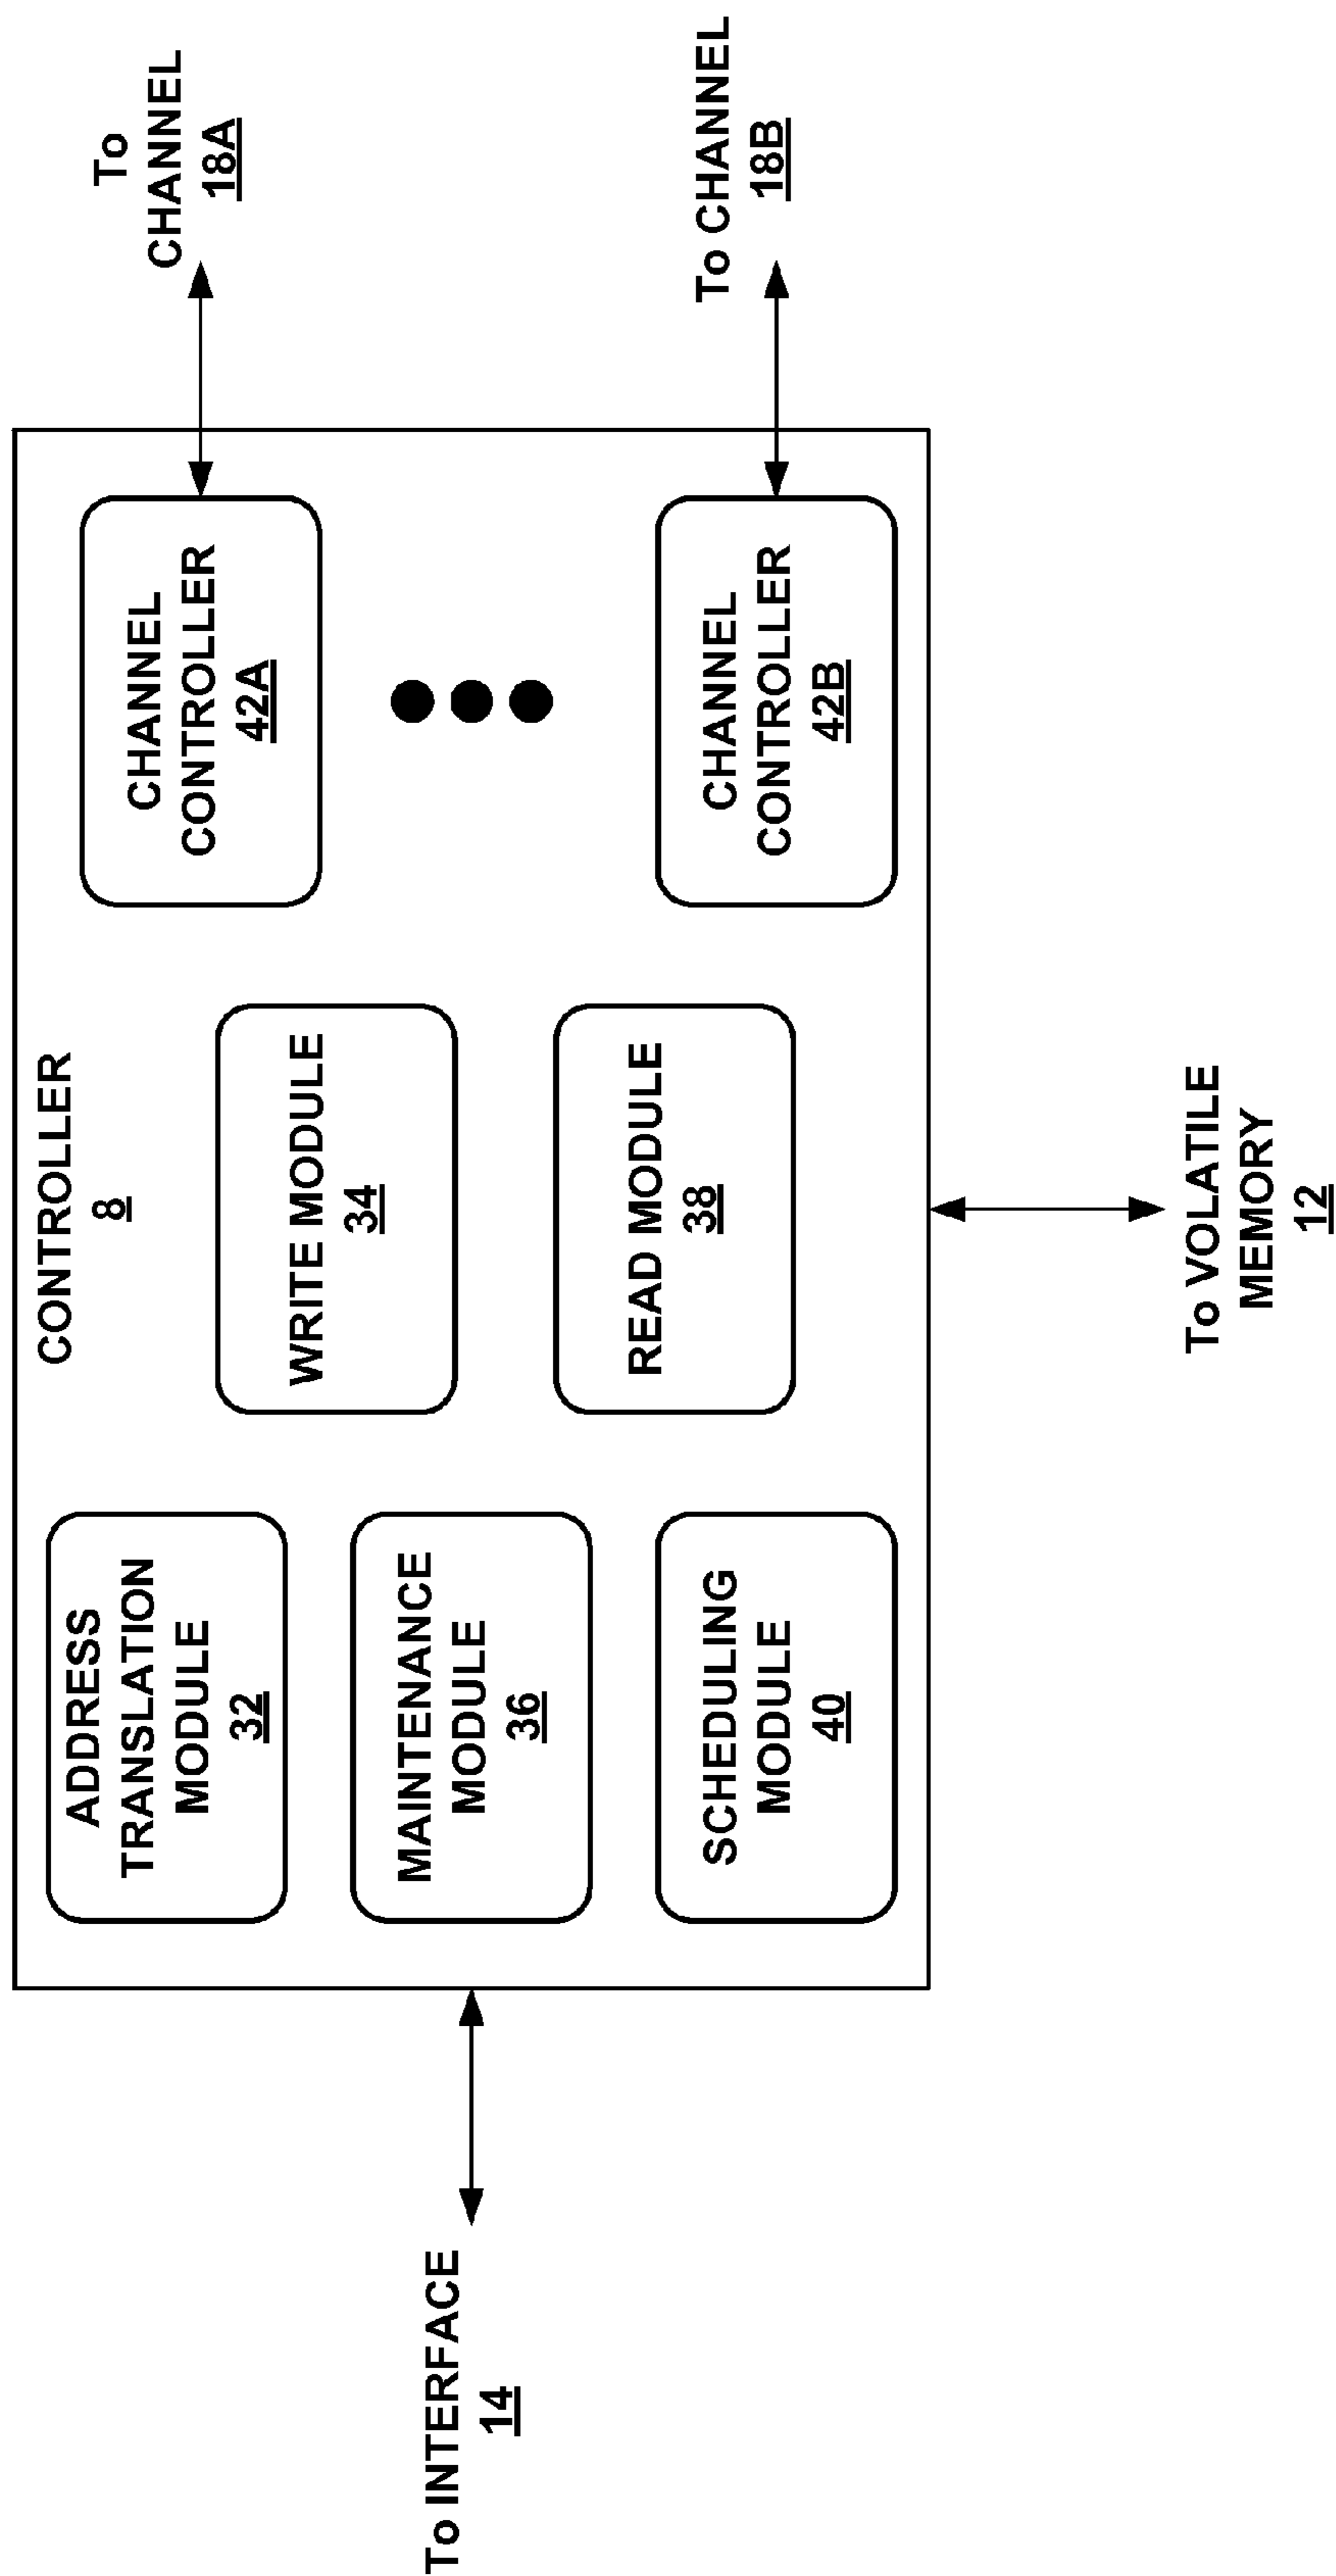 CONTROLLER
8
ADDRESS
TRANSLATION
MODULE
32
MAINTENANCE
MODULE
36
SCHEDULING
MODULE
40
WRITE MODULE
34
READ MODULE
38
CHANNEL
CONTROLLER
42A
CHANNEL
CONTROLLER
42B
To INTERFACE
14
To
CHANNEL
18A
To CHANNEL
18B
To VOLATILE
MEMORY
12